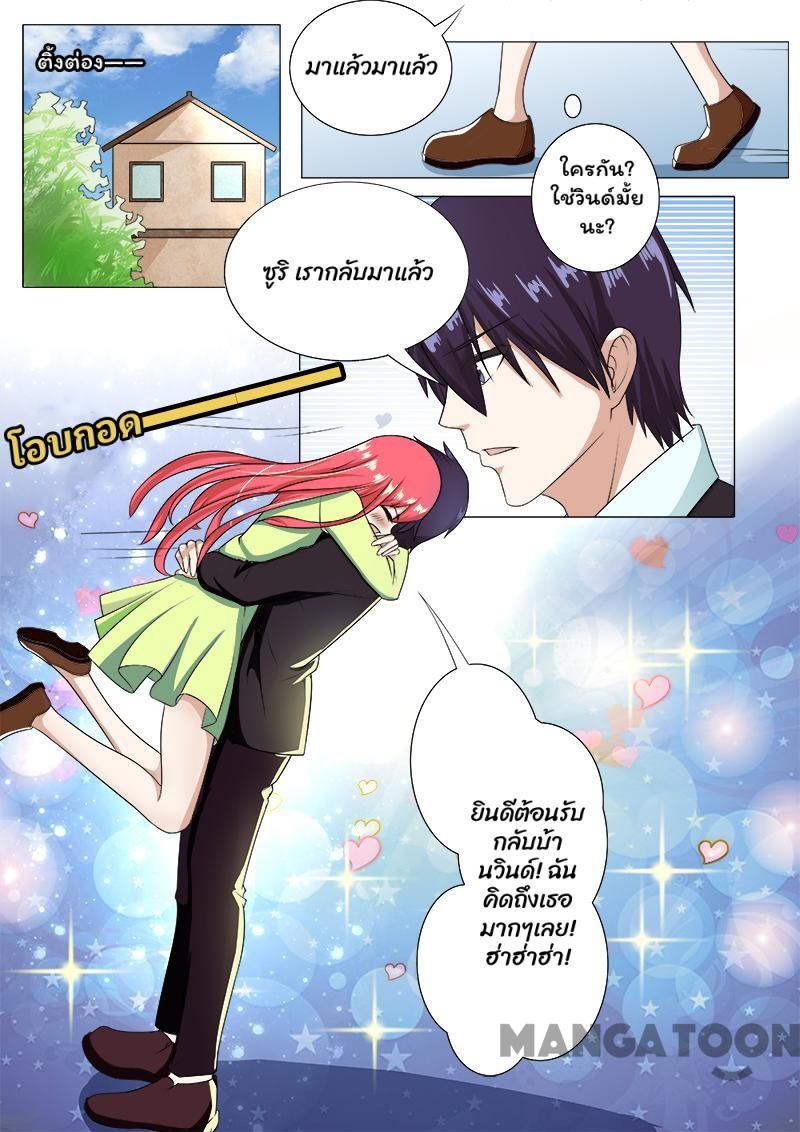 ติ้งต่อง——
มาแล้วมาแล้ว
ใครกัน?
ใช้วินด์มั้ย
นะ?
ซูริ เรากลับมาแล้ว
โอบกอด
ยินดีต้อนรับ
กลับบ้า
นวินด์! ฉัน
คิดถึงเธอ
มากๆเลย!
ฮ่าฮ่าฮ่า!
MANGATOON